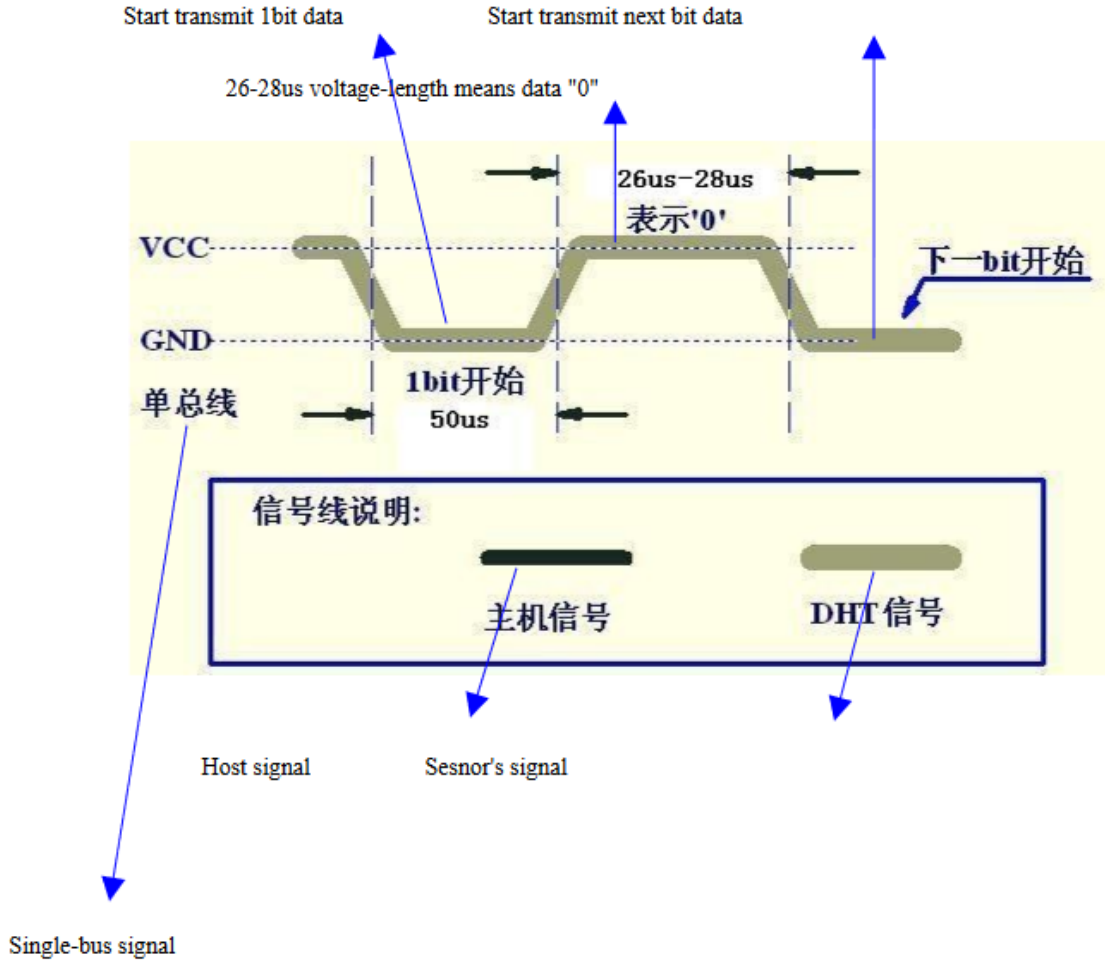 Start transmit 1bit data
Start transmit next bit data
26-28us voltage-length means data "0"
26us-28us
表示'0'
VCC
下一bit开始
GND
1bit开始
单总线
50us
信号线说明:
主机信号
DHT 信号
Host signal
Sesnor's signal
Single-bus signal